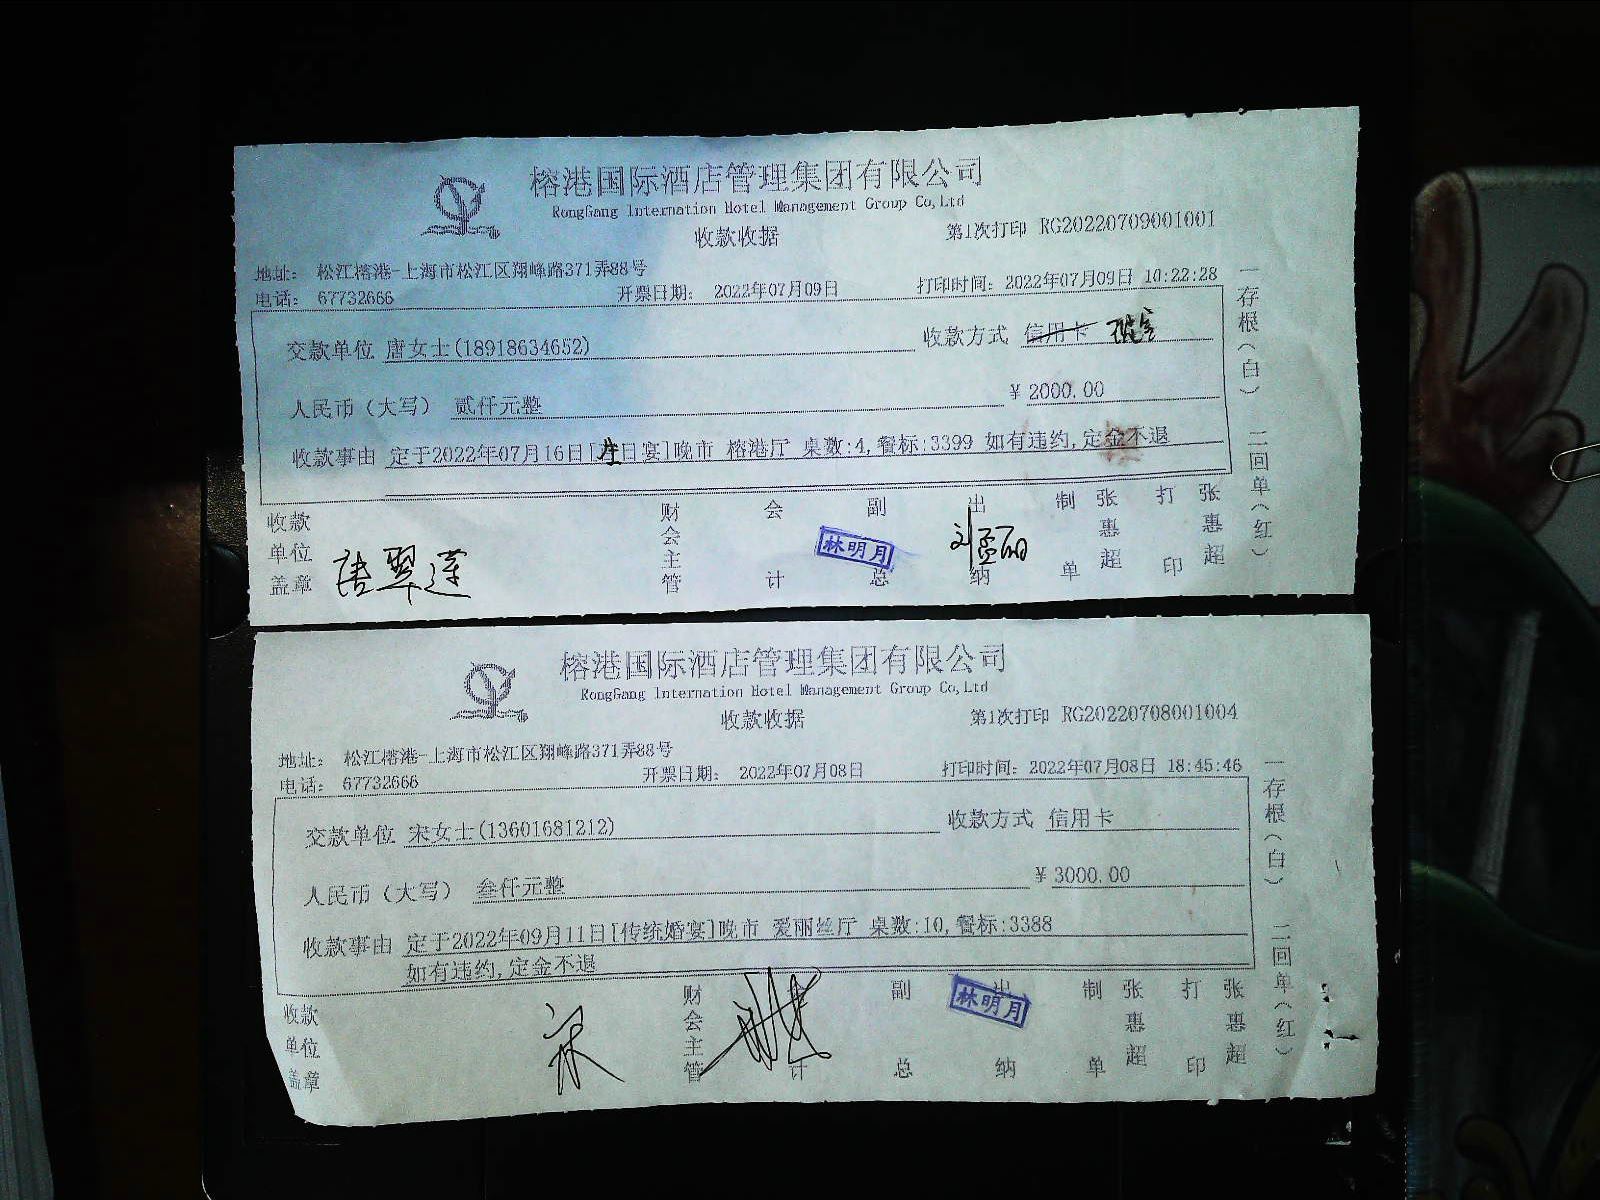 榕港国际酒店管理集团有限公司
RongGang Internation Hotel Management Group Co,Ltd
收款收据
第1次打印 RG20220709001001
地址： 松江榕港-上海市松江区翔峰路371弄88号
电话： 67732666 开票日期： 2022年07月09日 打印时间：2022年07月09日 10:22:28
交款单位 唐女士(18918634652) 收款方式 信用卡 现金
人民币（大写） 贰仟元整 ￥2000.00
收款事由 定于2022年07月16日[生日宴]晚市 榕港厅 桌数:4,餐标:3399 如有违约,定金不退
收款单位盖章 唐翠莲 财会主管 会计 副总 林明月 出纳 制单 张惠超 打印 张惠超
一存根（白） 二回单（红）
榕港国际酒店管理集团有限公司
RongGang Internation Hotel Management Group Co,Ltd
收款收据
第1次打印 RG20220708001004
地址： 松江榕港-上海市松江区翔峰路371弄88号
电话： 67732666 开票日期： 2022年07月08日 打印时间：2022年07月08日 18:45:46
交款单位 宋女士(13601681212) 收款方式 信用卡
人民币（大写） 叁仟元整 ￥3000.00
收款事由 定于2022年09月11日[传统婚宴]晚市 爱丽丝厅 桌数:10,餐标:3388
如有违约,定金不退
收款单位盖章 财会主管 会计 副总 出纳 林明月 制单 张惠超 打印 张惠超
一存根（白） 二回单（红）